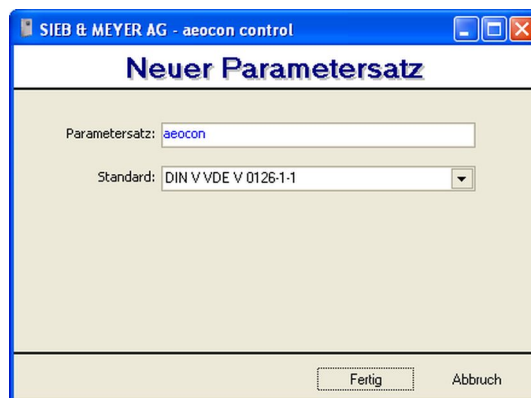 SIEB & MEYER AG - aeocon control
Neuer Parametersatz
Parametersatz: aeocon
Standard: DIN V VDE V 0126-1-1
Fertig Abbruch